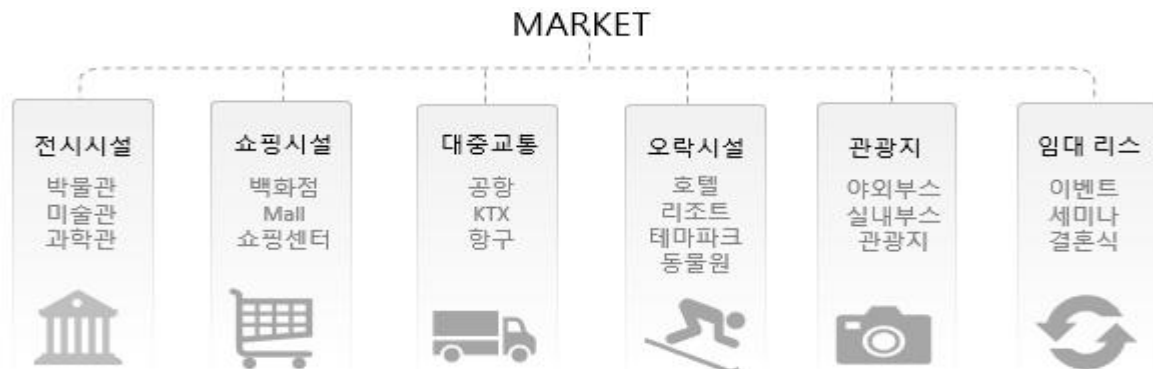 MARKET
전시시설
박물관
미술관
과학관
쇼핑시설
백화점
Mall
쇼핑센터
대중교통
공항
KTX
항구
오락시설
호텔
리조트
테마파크
동물원
관광지
야외부스
실내부스
관광지
임대 리스
이벤트
세미나
결혼식